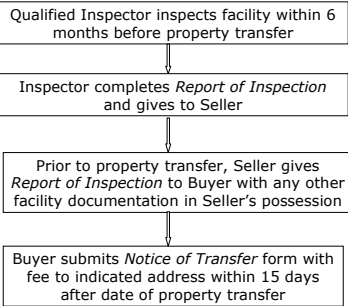 Qualified Inspector inspects facility within 6
months before property transfer
Inspector completes Report of Inspection
and gives to Seller
Prior to property transfer, Seller gives
Report of Inspection to Buyer with any other
facility documentation in Seller's possession
Buyer submits Notice of Transfer form with
fee to indicated address within 15 days
after date of property transfer